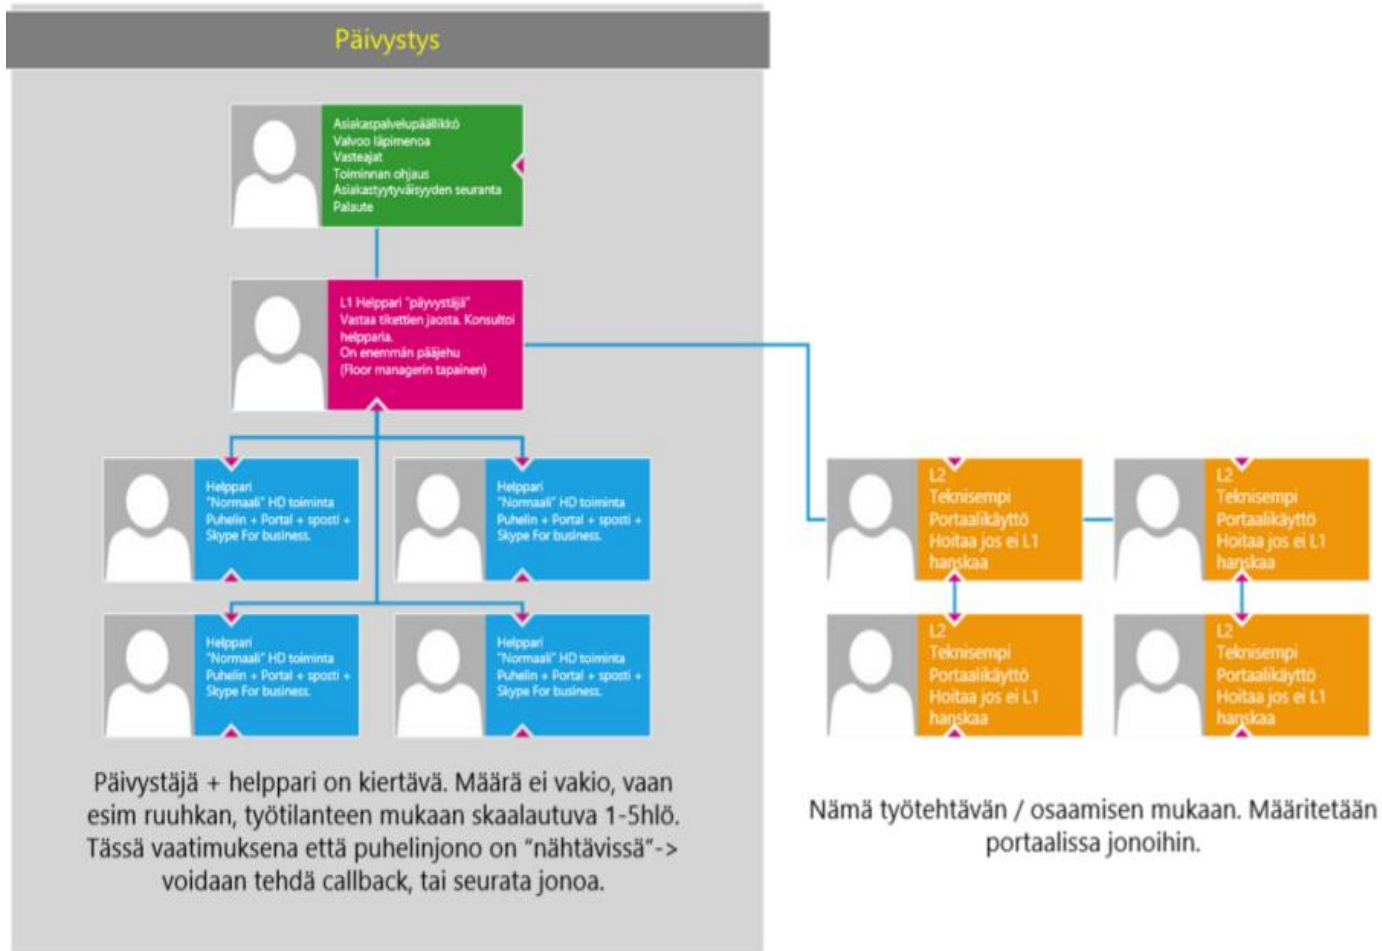 Päivystys
Asiakaspalvelupäällikkö
Valvoo läpimenoa
Vasteajat
Toiminnan ohjaus
Asiakastyytyväisyyden seuranta
Palaute
L1 Helppari "päyvystäjä"
Vastaa tikettien jaosta. Konsultoi
helpparia.
On enemmän pääjehu
(Floor managerin tapainen)
Helppari
"Normaali" HD toiminta
Puhelin + Portal + sposti +
Skype For business.
Helppari
"Normaali" HD toiminta
Puhelin + Portal + sposti +
Skype For business.
L2
Teknisempi
Portaalikäyttö
Hoitaa jos ei L1
hanskaa
L2
Teknisempi
Portaalikäyttö
Hoitaa jos ei L1
hanskaa
Helppari
"Normaali" HD toiminta
Puhelin + Portal + sposti +
Skype For business.
Helppari
"Normaali" HD toiminta
Puhelin + Portal + sposti +
Skype For business.
L2
Teknisempi
Portaalikäyttö
Hoitaa jos ei L1
hanskaa
L2
Teknisempi
Portaalikäyttö
Hoitaa jos ei L1
hanskaa
Päivystäjä + helppari on kiertävä. Määrä ei vakio, vaan
esim ruuhkan, työtilanteen mukaan skaalautuva 1-5hlö.
Tässä vaatimuksena että puhelinjono on "nähtävissä"->
voidaan tehdä callback, tai seurata jonoa.
Nämä työtehtävän / osaamisen mukaan. Määritetään
portaalissa jonoihin.